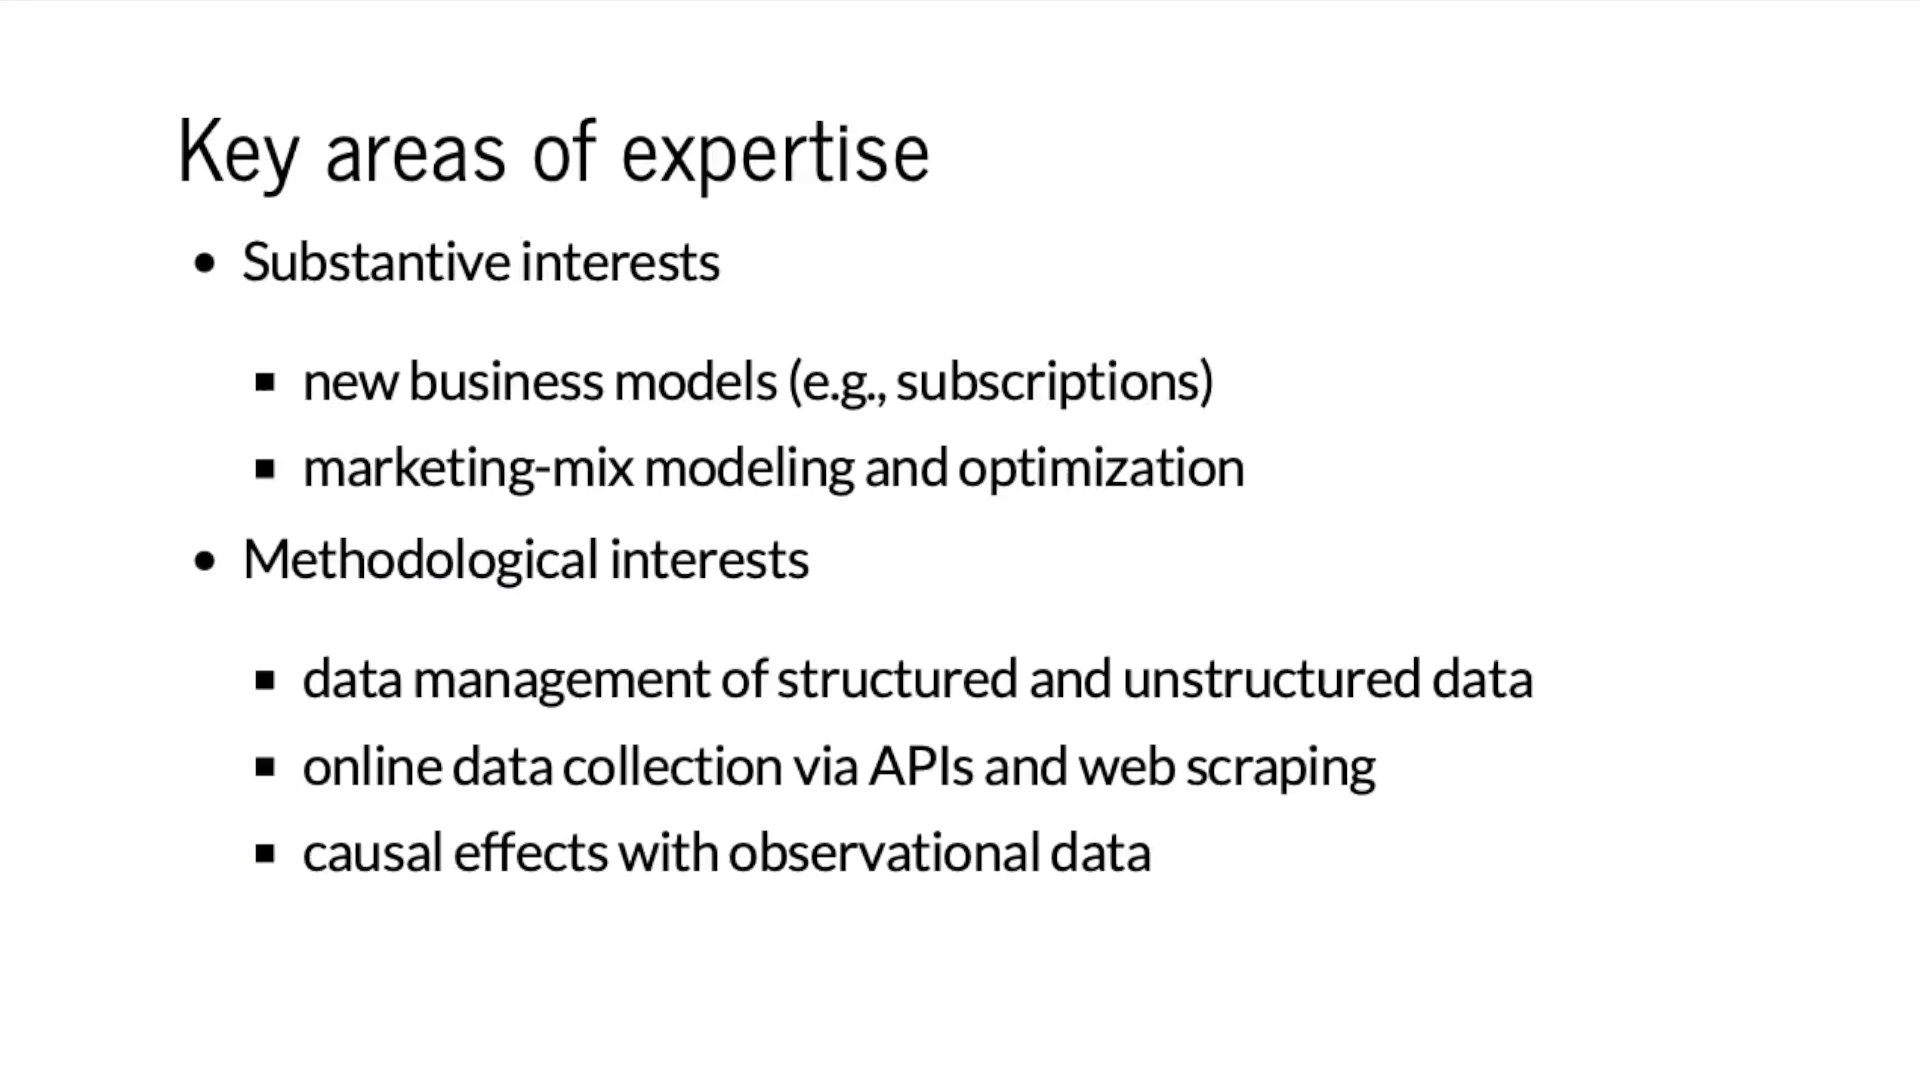 Key areas of expertise
• Substantive interests
▪ new business models (e.g., subscriptions)
▪ marketing-mix modeling and optimization
• Methodological interests
▪ data management of structured and unstructured data
▪ online data collection via APIs and web scraping
▪ causal effects with observational data